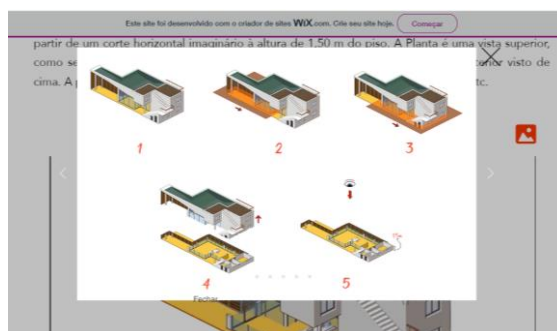 Este site foi desenvolvido com o criador de sites WiX.com. Crie seu site hoje. Começar
partir de um corte horizontal imaginário à altura de 1,50 m do piso. A Planta é uma vista superior,
como se terior visto de
cima. A p tc.
1 2 3
4 5
Fechar